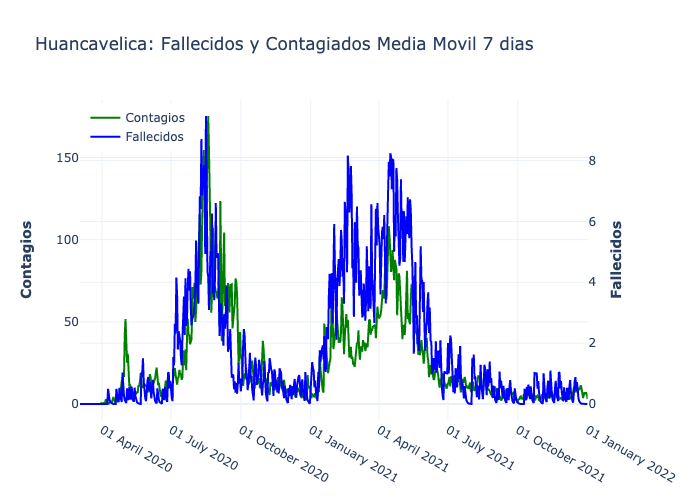 Huancavelica: Fallecidos y Contagiados Media Movil 7 dias
Contagios
Fallecidos
150
100
50
0
8
6
4
2
0
Contagios
Fallecidos
01 April 2020
01 July 2020
01 October 2020
01 January 2021
01 April 2021
01 July 2021
01 October 2021
01 January 2022